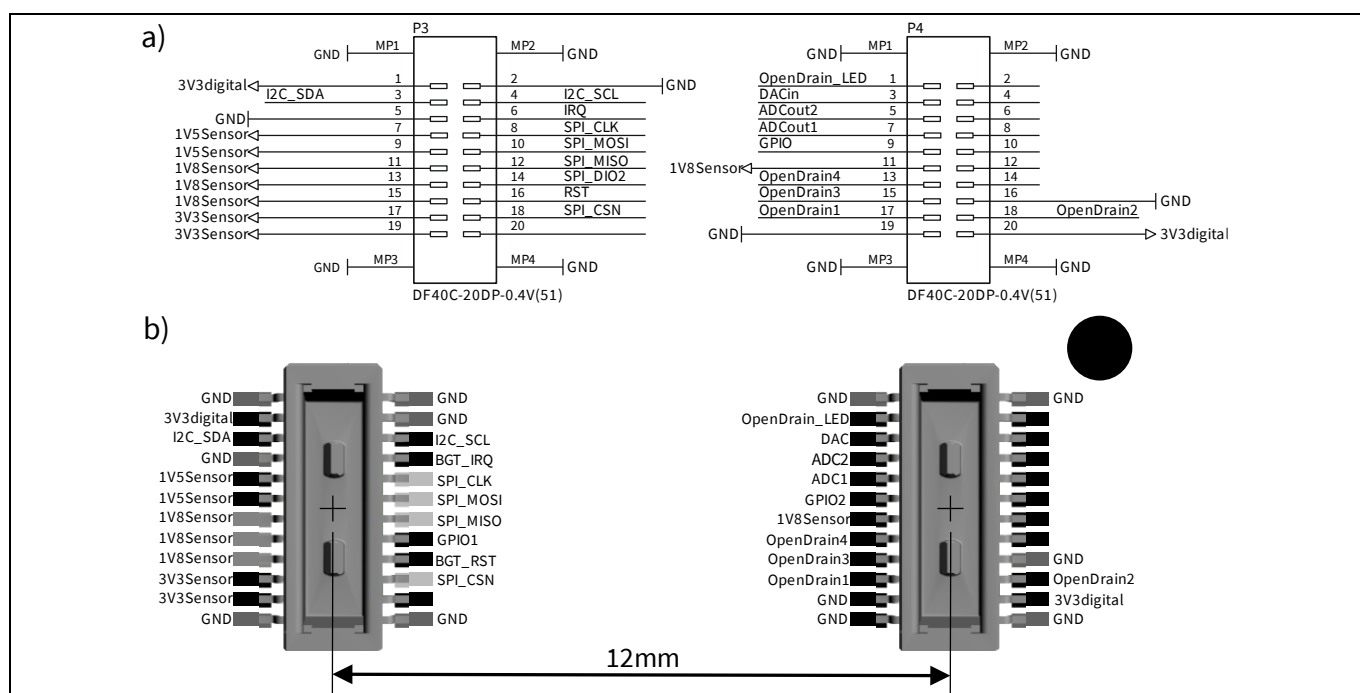 a)
P3 P4
GND MP1 MP2 GND GND MP1 MP2 GND
3V3digital 1 2 GND OpenDrain_LED 1 2
I2C_SDA 3 4 I2C_SCL DACin 3 4
GND 5 6 IRQ ADCout2 5 6
1V5Sensor 7 8 SPI_CLK ADCout1 7 8
1V5Sensor 9 10 SPI_MOSI GPIO 9 10
1V8Sensor 11 12 SPI_MISO 1V8Sensor 11 12
1V8Sensor 13 14 SPI_DIO2 OpenDrain4 13 14
1V8Sensor 15 16 RST OpenDrain3 15 16 GND
3V3Sensor 17 18 SPI_CSN OpenDrain1 17 18 OpenDrain2
3V3Sensor 19 20 GND 19 20 3V3digital
GND MP3 MP4 GND GND MP3 MP4 GND
DF40C-20DP-0.4V(51) DF40C-20DP-0.4V(51)
b)
GND GND GND GND
3V3digital GND OpenDrain_LED
I2C_SDA I2C_SCL DAC
GND BGT_IRQ ADC2
1V5Sensor SPI_CLK ADC1
1V5Sensor SPI_MOSI GPIO2
1V8Sensor SPI_MISO 1V8Sensor
1V8Sensor GPIO1 OpenDrain4
1V8Sensor BGT_RST OpenDrain3 GND
3V3Sensor SPI_CSN OpenDrain1 OpenDrain2
3V3Sensor GND 3V3digital
GND GND GND GND
12mm